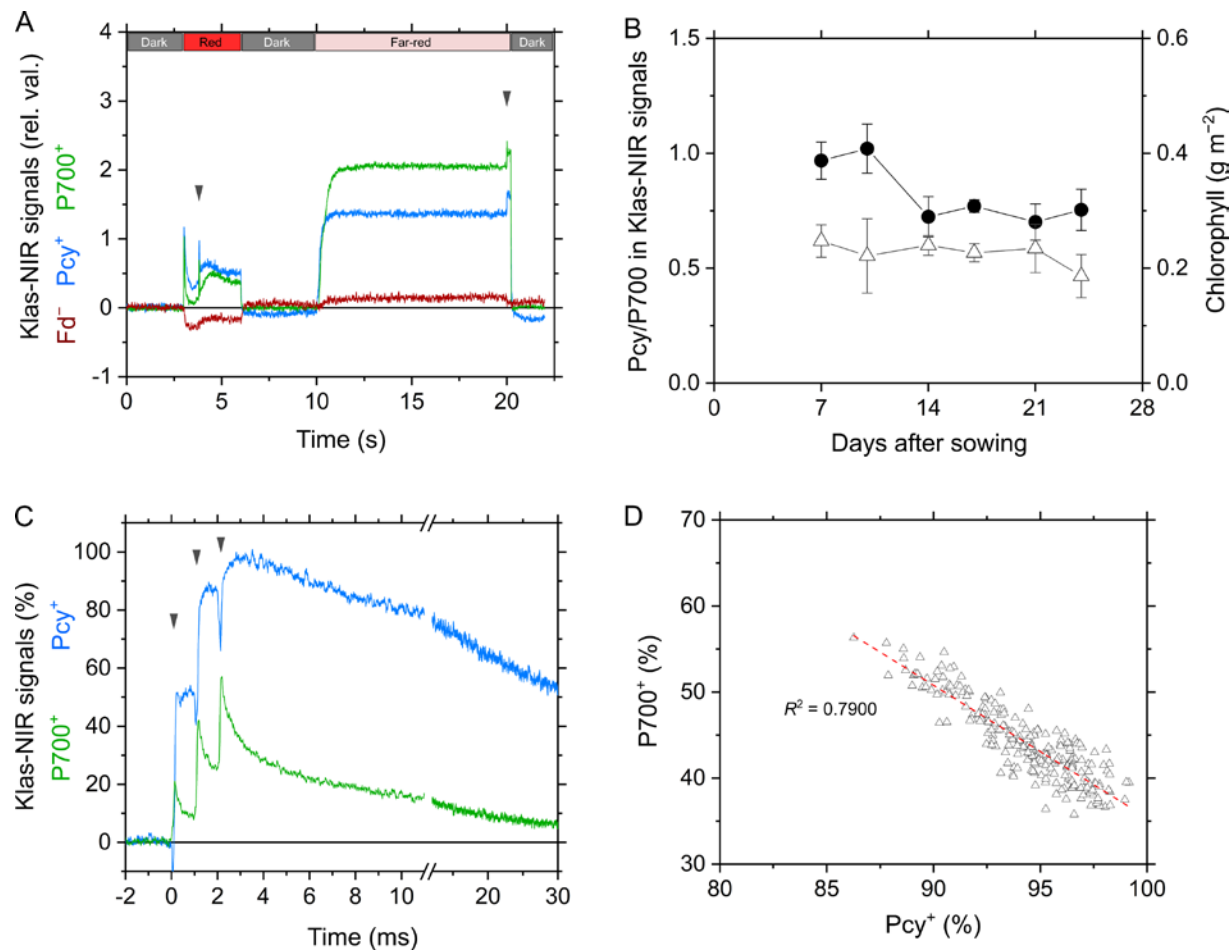 A
Dark Red Dark Far-red Dark
Klas-NIR signals (rel. val.)
Fd⁻ Pcy⁺ P700⁺
4
3
2
1
0
-1
0 5 10 15 20
Time (s)
B
Pcy/P700 in Klas-NIR signals
1.5
1.0
0.5
0.0
0 7 14 21 28
Days after sowing
0.6
0.4
0.2
0.0
Chlorophyll (g m⁻²)
C
Klas-NIR signals (%)
P700⁺ Pcy⁺
100
80
60
40
20
0
-2 0 2 4 6 8 10 20 30
Time (ms)
D
P700⁺ (%)
70
60
50
40
30
R² = 0.7900
80 85 90 95 100
Pcy⁺ (%)